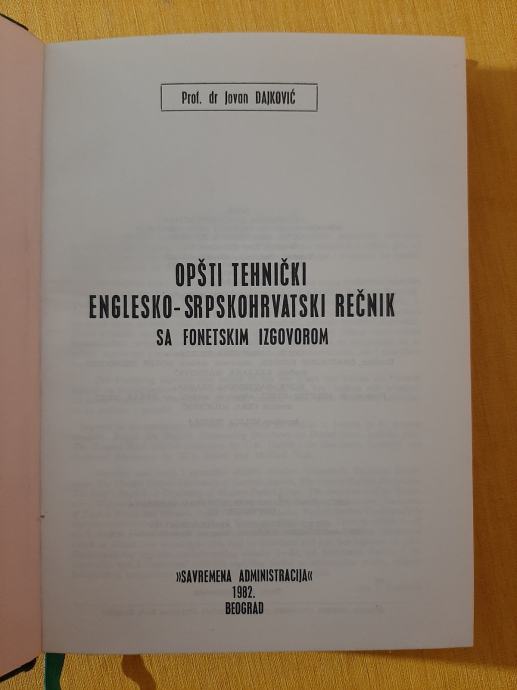 Prof. dr Jovan DAJKOVIĆ
OPŠTI TEHNIČKI
ENGLESKO-SRPSKOHRVATSKI REČNIK
SA FONETSKIM IZGOVOROM
»SAVREMENA ADMINISTRACIJA«
1982.
BEOGRAD